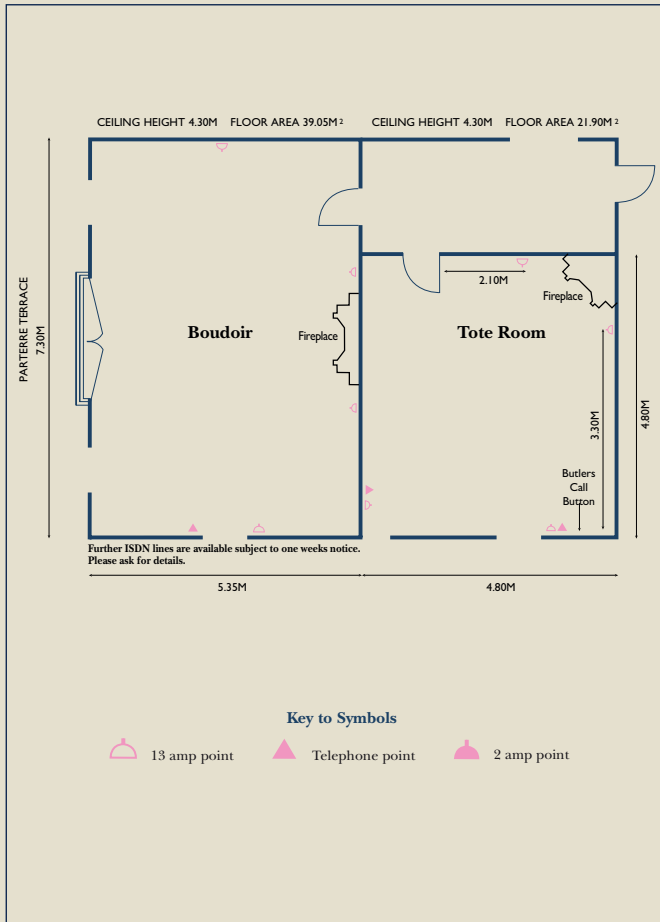 CEILING HEIGHT 4.30M FLOOR AREA 39.05M² CEILING HEIGHT 4.30M FLOOR AREA 21.90M²
PARTERRE TERRACE
7.30M
2.10M
Fireplace
Boudoir
Fireplace
Tote Room
3.30M
4.80M
Butlers
Call
Button
Further ISDN lines are available subject to one weeks notice.
Please ask for details.
5.35M 4.80M
Key to Symbols
13 amp point Telephone point 2 amp point